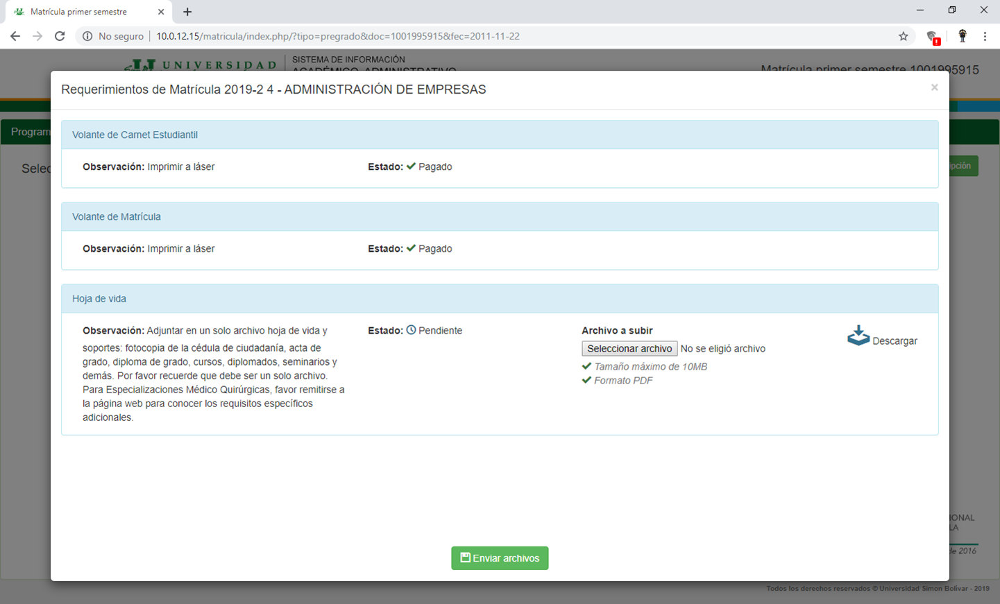 Matrícula primer semestre
No seguro
10.0.12.15/matricula/index.php/?tipo=pregrado&doc=1001995915&fec=2011-11-22
UNIVERSIDAD
SISTEMA DE INFORMACIÓN
ACADÉMICO ADMINISTRATIVO
Matrícula primer semestre 1001995915
Requerimientos de Matrícula 2019-2 4 - ADMINISTRACIÓN DE EMPRESAS
×
Program
Selec
pción
Volante de Carnet Estudiantil
Observación: Imprimir a láser
Estado: Pagado
Volante de Matrícula
Observación: Imprimir a láser
Estado: Pagado
Hoja de vida
Observación: Adjuntar en un solo archivo hoja de vida y
soportes: fotocopia de la cédula de ciudadanía, acta de
grado, diploma de grado, cursos, diplomados, seminarios y
demás. Por favor recuerde que debe ser un solo archivo.
Para Especializaciones Médico Quirúrgicas, favor remitirse a
la página web para conocer los requisitos específicos
adicionales.
Estado: Pendiente
Archivo a subir
Seleccionar archivo No se eligió archivo
Tamaño máximo de 10MB
Formato PDF
Descargar
IONAL
LA
de 2016
Enviar archivos
Todos los derechos reservados © Universidad Simon Bolivar - 2019